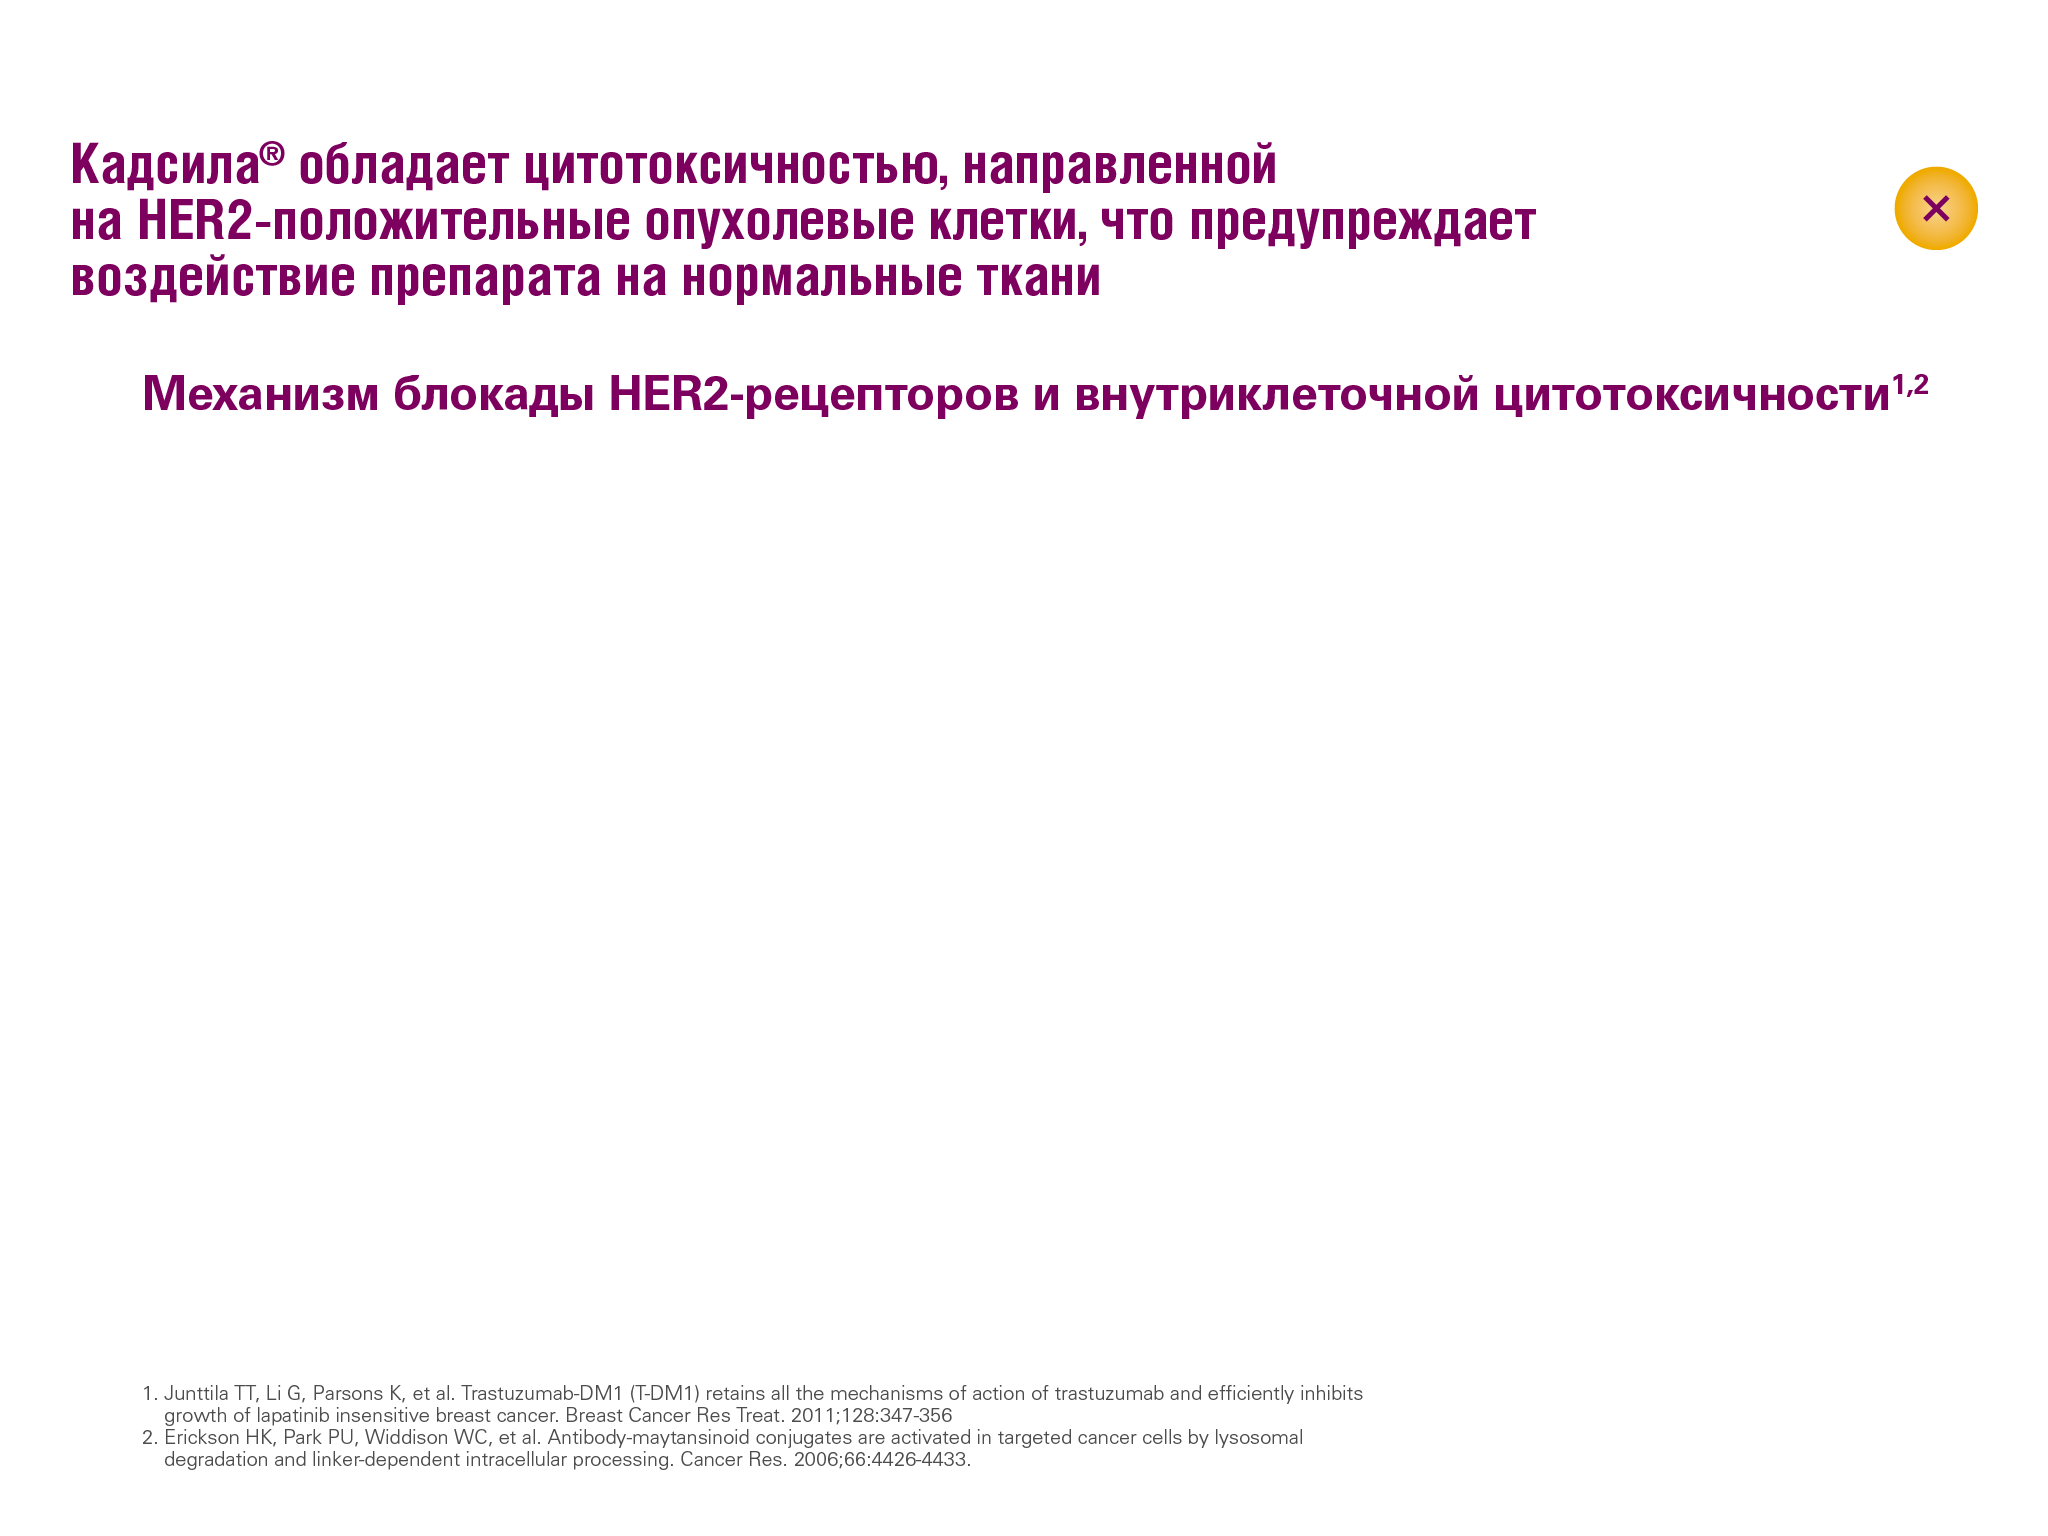 Кадсила® обладает цитотоксичностью, направленной
на HER2-положительные опухолевые клетки, что предупреждает
воздействие препарата на нормальные ткани
Механизм блокады HER2-рецепторов и внутриклеточной цитотоксичности1,2
1. Junttila TT, Li G, Parsons K, et al. Trastuzumab-DM1 (T-DM1) retains all the mechanisms of action of trastuzumab and efficiently inhibits
growth of lapatinib insensitive breast cancer. Breast Cancer Res Treat. 2011;128:347-356
2. Erickson HK, Park PU, Widdison WC, et al. Antibody-maytansinoid conjugates are activated in targeted cancer cells by lysosomal
degradation and linker-dependent intracellular processing. Cancer Res. 2006;66:4426-4433.